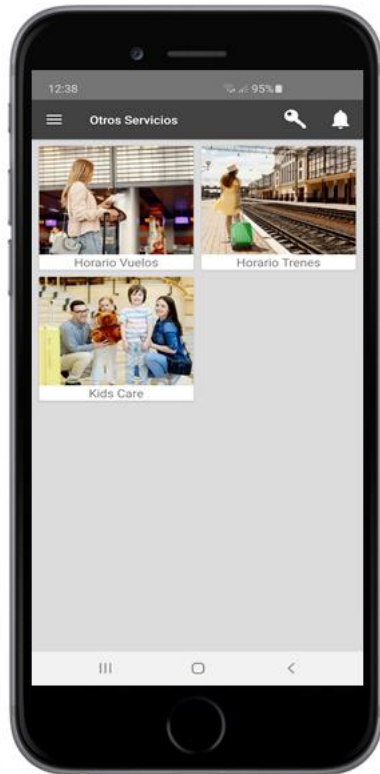 12:38
95%
Otros Servicios
Horario Vuelos
Horario Trenes
Kids Care